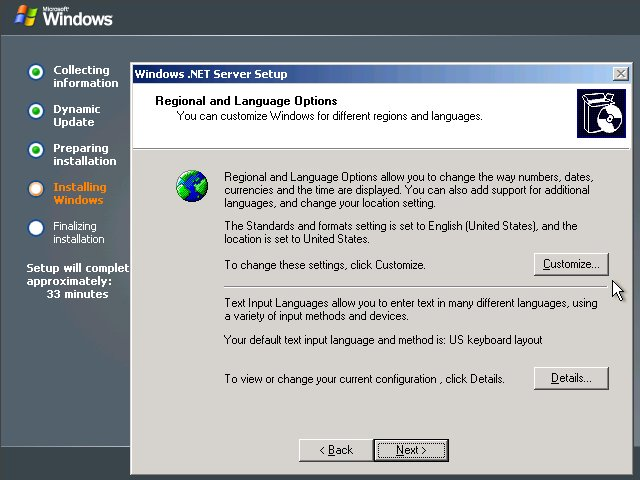 Microsoft
Windows
Collecting
information
Dynamic
Update
Preparing
installation
Installing
Windows
Finalizing
installation
Setup will complet
approximately:
33 minutes
Windows .NET Server Setup
Regional and Language Options
You can customize Windows for different regions and languages.
Regional and Language Options allow you to change the way numbers, dates,
currencies and the time are displayed. You can also add support for additional
languages, and change your location setting.
The Standards and formats setting is set to English (United States), and the
location is set to United States.
To change these settings, click Customize.
Customize...
Text Input Languages allow you to enter text in many different languages, using
a variety of input methods and devices.
Your default text input language and method is: US keyboard layout
To view or change your current configuration , click Details.
Details...
< Back
Next >